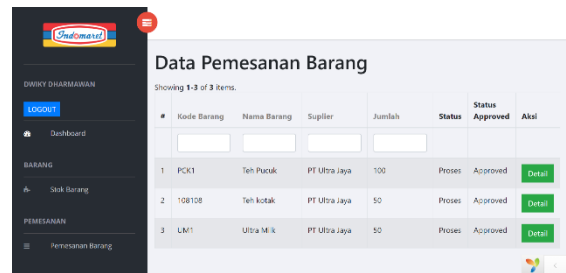 Indomaret
DWIKY DHARMAWAN
LOGOUT
Dashboard
BARANG
Stok Barang
PEMESANAN
Pemesanan Barang
Data Pemesanan Barang
Showing 1-3 of 3 items.
# Kode Barang Nama Barang Suplier Jumlah Status Status Approved Aksi
1 PCK1 Teh Pucuk PT Ultra Jaya 100 Proses Approved Detail
2 108108 Teh kotak PT Ultra Jaya 50 Proses Approved Detail
3 UM1 Ultra Milk PT Ultra Jaya 50 Proses Approved Detail